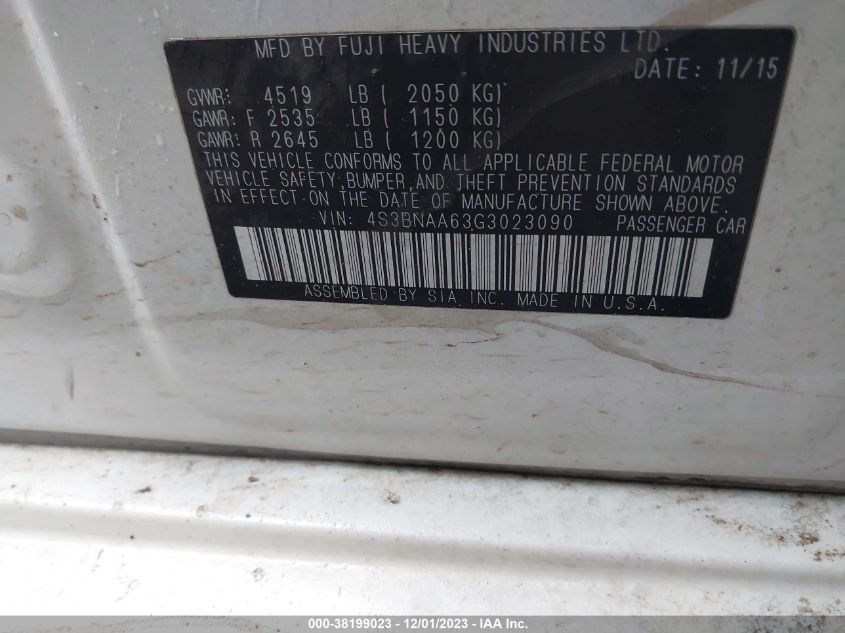 MFD BY FUJI HEAVY INDUSTRIES LTD.
DATE: 11/15
GVWR: 4519 LB ( 2050 KG)
GAWR: F 2535 LB ( 1150 KG)
GAWR: R 2645 LB ( 1200 KG)
THIS VEHICLE CONFORMS TO ALL APPLICABLE FEDERAL MOTOR
VEHICLE SAFETY, BUMPER, AND THEFT PREVENTION STANDARDS
IN EFFECT ON THE DATE OF MANUFACTURE SHOWN ABOVE.
VIN: 4S3BNAA63G3023090 PASSENGER CAR
ASSEMBLED BY SIA INC. MADE IN U.S.A.
000-38199023 - 12/01/2023 - IAA Inc.